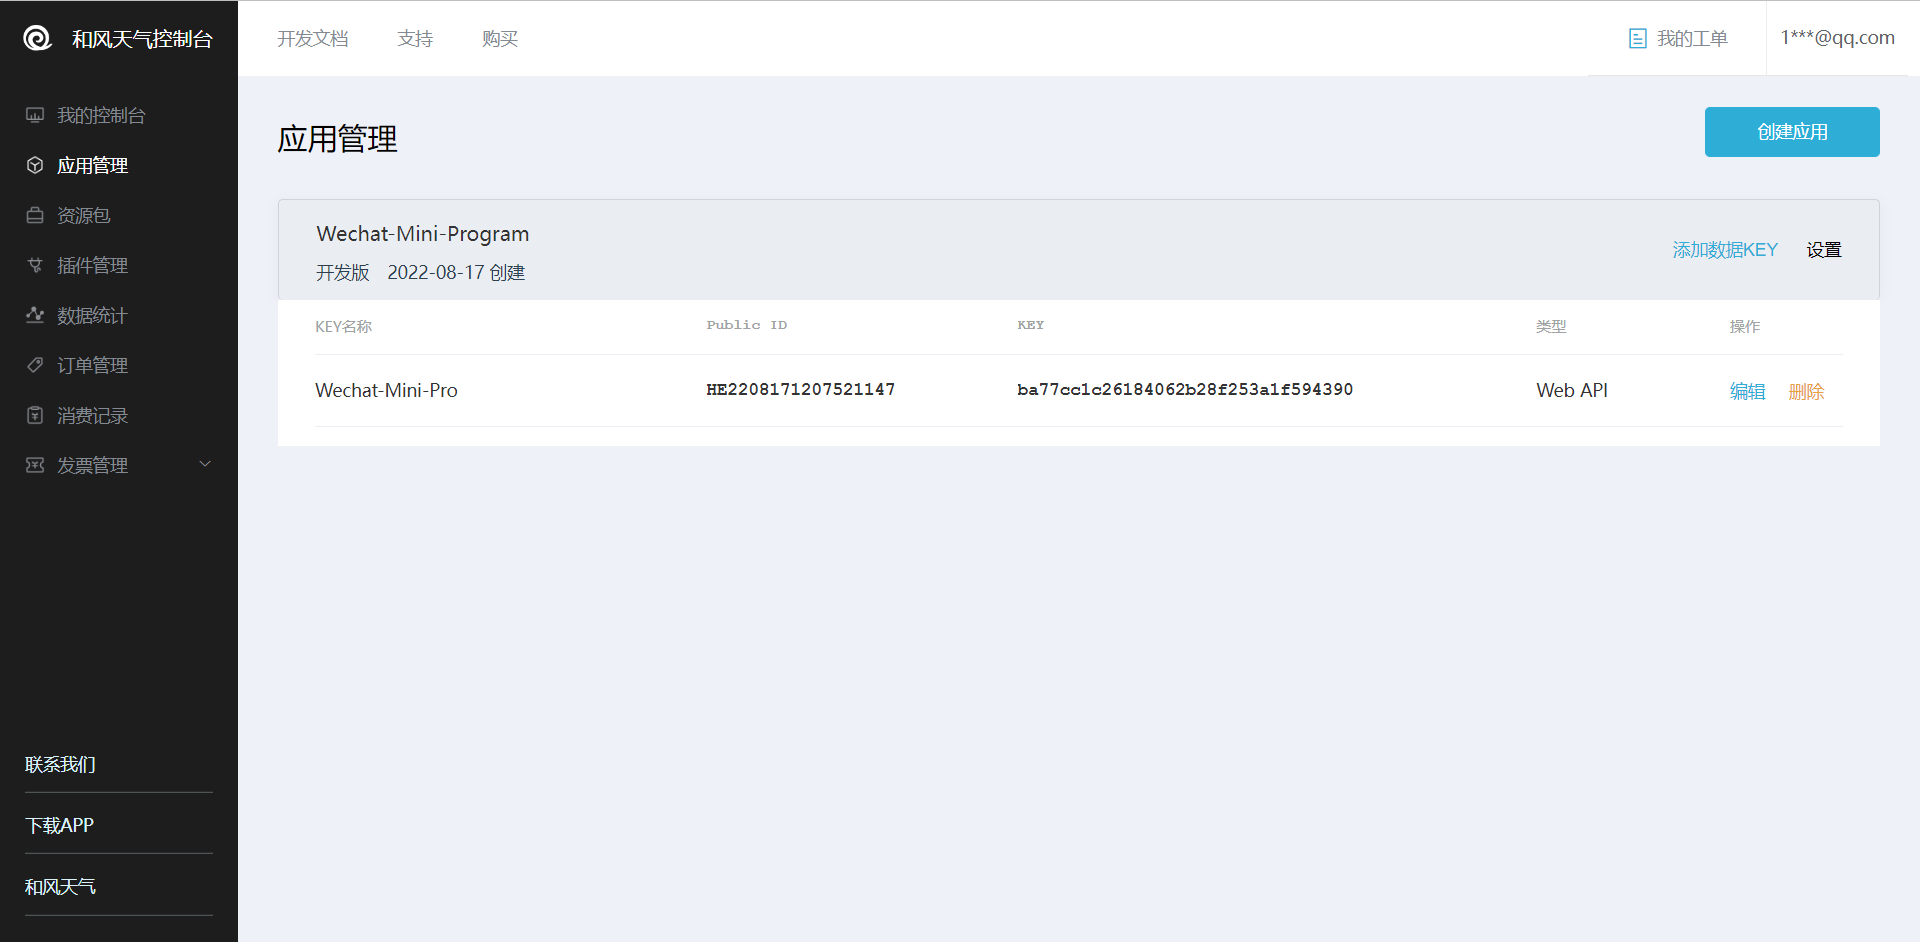 和风天气控制台
开发文档 支持 购买
我的工单
1***@qq.com
我的控制台
应用管理
资源包
插件管理
数据统计
订单管理
消费记录
发票管理
联系我们
下载APP
和风天气
应用管理
创建应用
Wechat-Mini-Program
开发版 2022-08-17 创建
添加数据KEY 设置
KEY名称 Public ID KEY 类型 操作
Wechat-Mini-Pro HE2208171207521147 ba77cc1c26184062b28f253a1f594390 Web API 编辑 删除